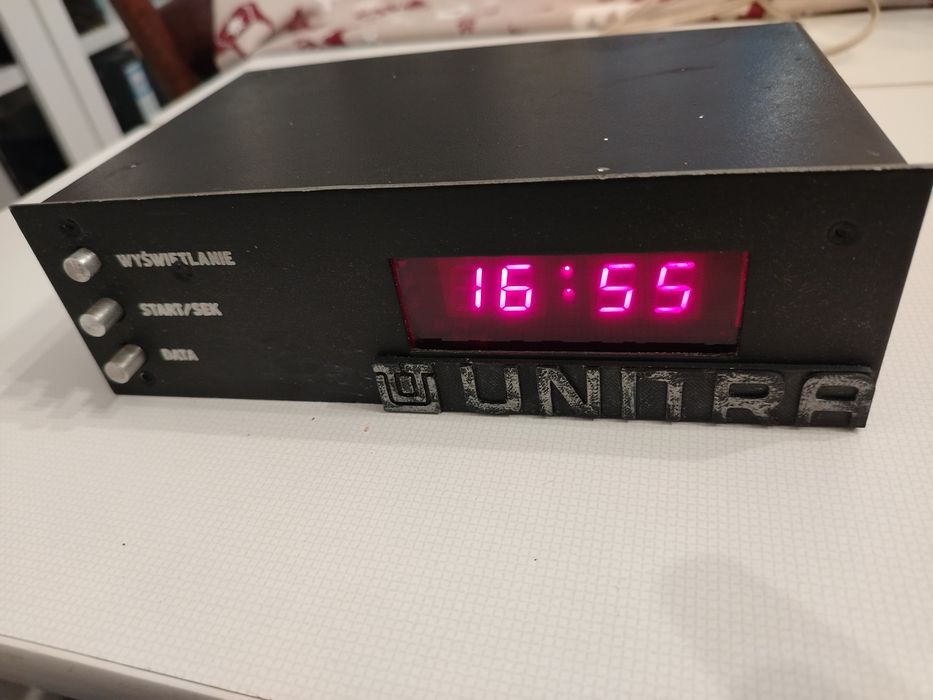 WYŚWIETLANIE
START/SEK
DATA
16:55
UNITRA